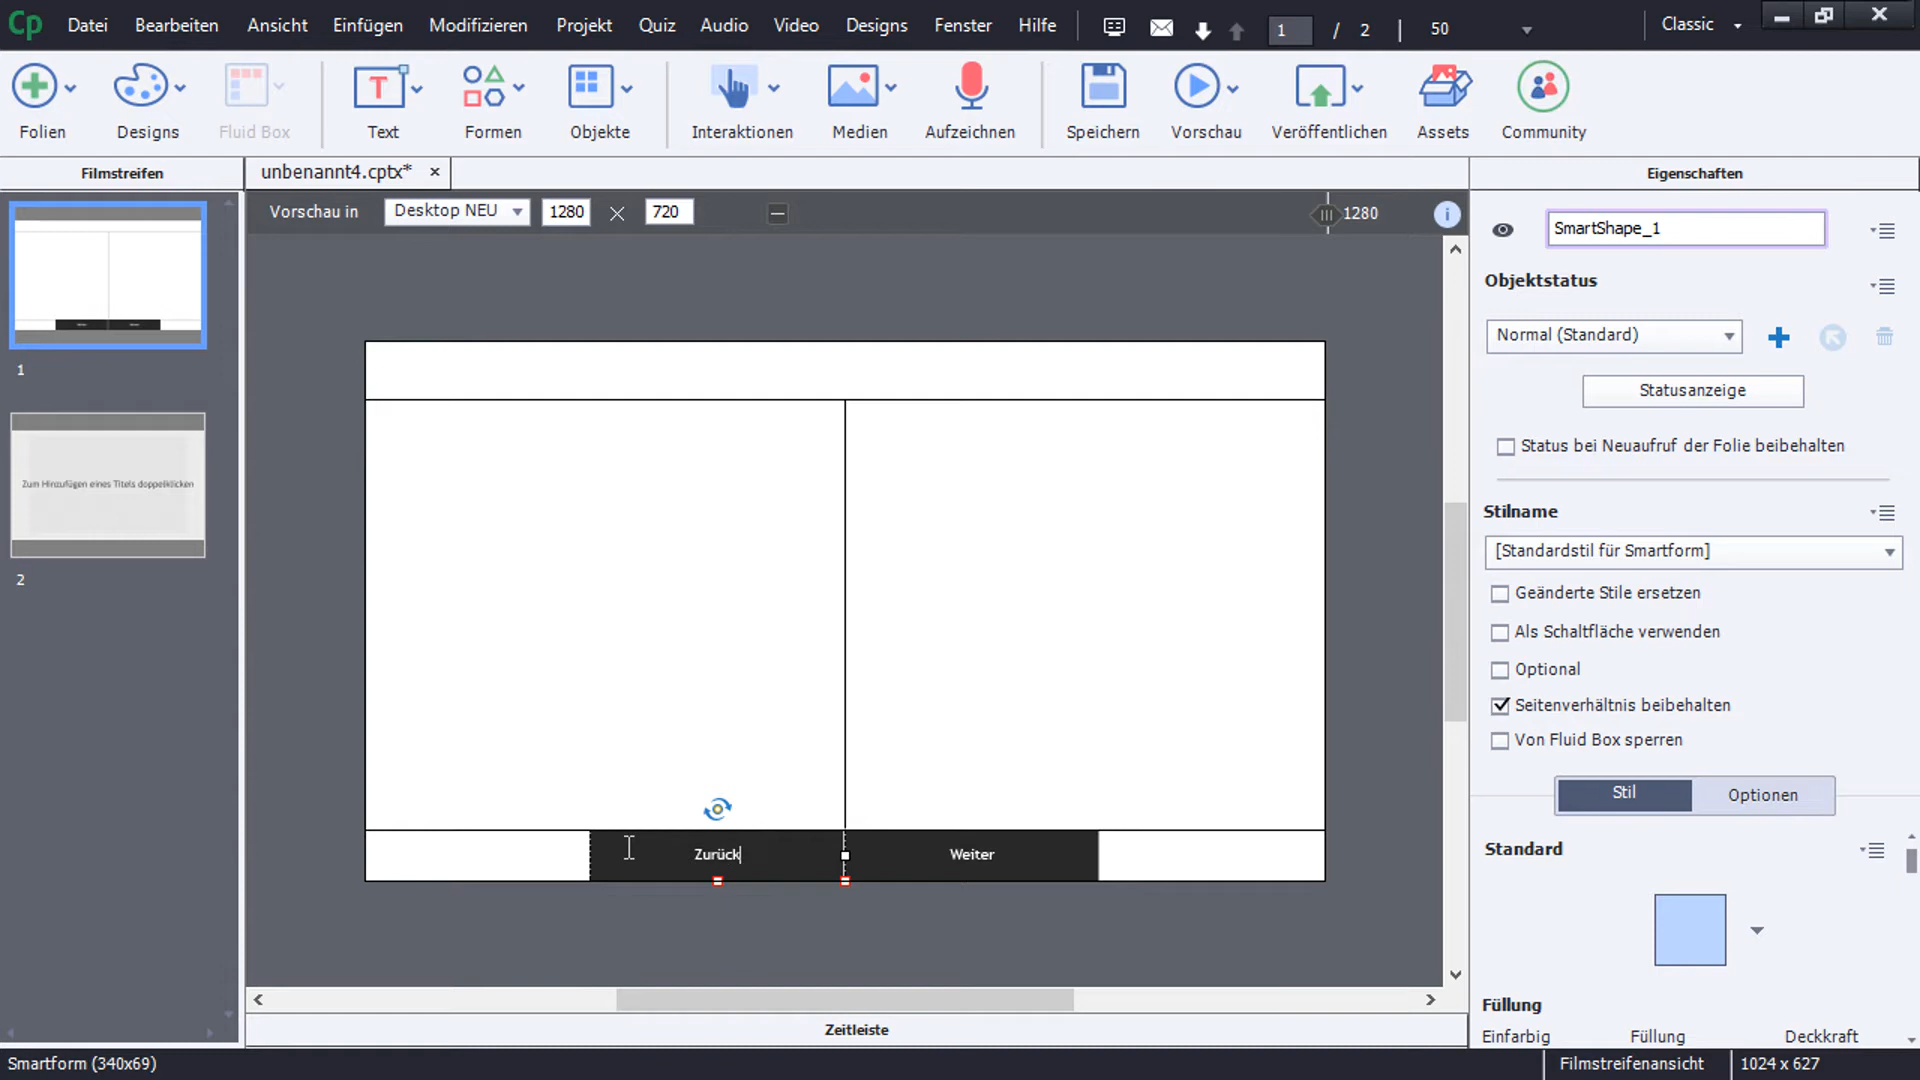 Cp Datei Bearbeiten Ansicht Einfügen Modifizieren Projekt Quiz Audio Video Designs Fenster Hilfe 1 / 2 50 Classic
Folien Designs Fluid Box Text Formen Objekte Interaktionen Medien Aufzeichnen Speichern Vorschau Veröffentlichen Assets Community
Filmstreifen unbenannt4.cptx* × Eigenschaften
Vorschau in Desktop NEU 1280 720 1280
SmartShape_1
Objektstatus
Normal (Standard)
Statusanzeige
1
Status bei Neuaufruf der Folie beibehalten
Zum Hinzufügen eines Titels doppelklicken
2
Stilname
[Standardstil für Smartform]
Geänderte Stile ersetzen
Als Schaltfläche verwenden
Optional
Seitenverhältnis beibehalten
Von Fluid Box sperren
Stil Optionen
Zurück Weiter
Standard
Füllung
Einfarbig Füllung Deckkraft
Zeitleiste
Smartform (340x69) Filmstreifenansicht 1024 x 627